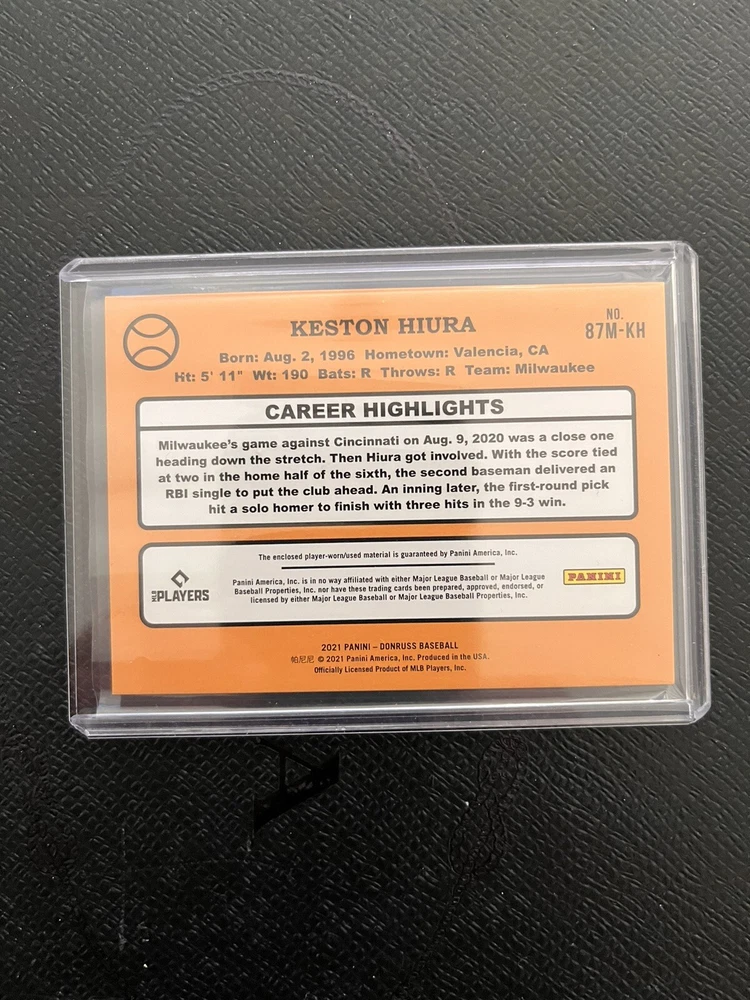 KESTON HIURA
NO.
87M-KH
Born: Aug. 2, 1996 Hometown: Valencia, CA
Ht: 5' 11" Wt: 190 Bats: R Throws: R Team: Milwaukee
CAREER HIGHLIGHTS
Milwaukee's game against Cincinnati on Aug. 9, 2020 was a close one
heading down the stretch. Then Hiura got involved. With the score tied
at two in the home half of the sixth, the second baseman delivered an
RBI single to put the club ahead. An inning later, the first-round pick
hit a solo homer to finish with three hits in the 9-3 win.
The enclosed player-worn/used material is guaranteed by Panini America, Inc.
MLB PLAYERS
Panini America, Inc. is in no way affiliated with either Major League Baseball or Major League
Baseball Properties, Inc. nor have these trading cards been prepared, approved, endorsed, or
licensed by either Major League Baseball or Major League Baseball Properties, Inc.
PANINI
2021 PANINI – DONRUSS BASEBALL
帕尼尼 © 2021 Panini America, Inc. Produced in the USA.
Officially Licensed Product of MLB Players, Inc.
A